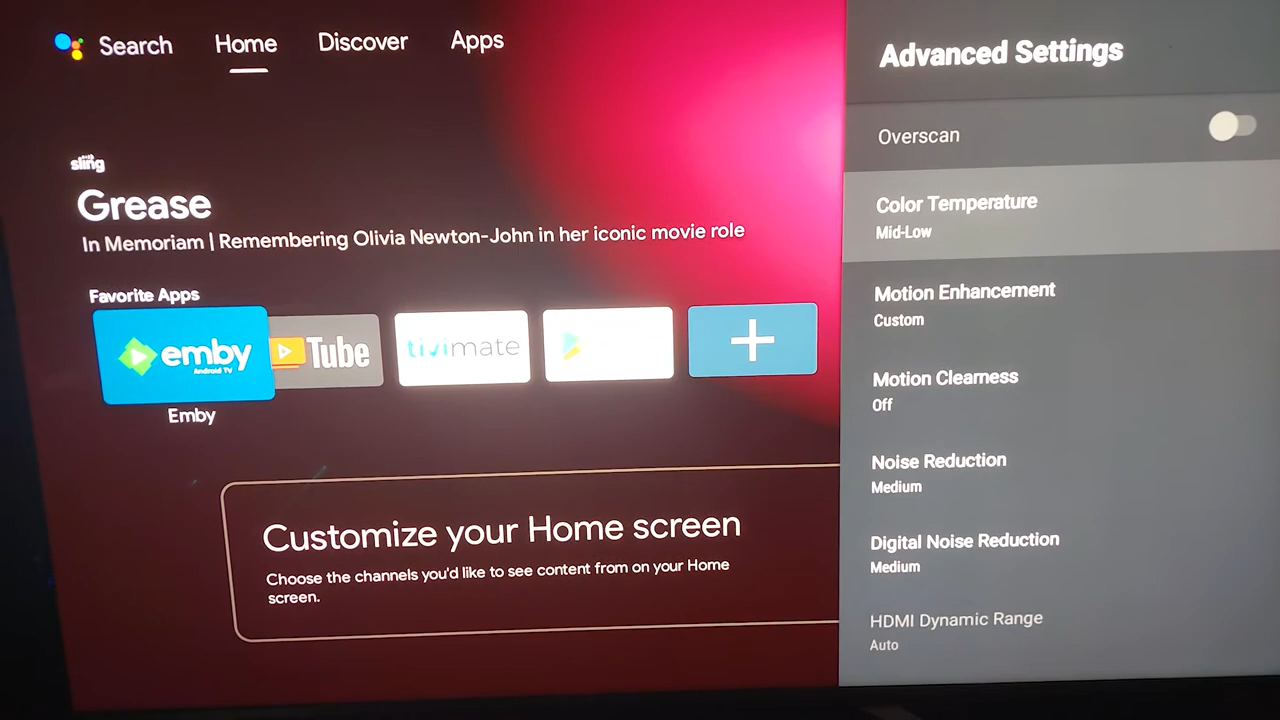 Search Home Discover Apps
sling
Grease
In Memoriam | Remembering Olivia Newton-John in her iconic movie role
Favorite Apps
emby
Android TV
Tube
tivimate
Emby
Customize your Home screen
Choose the channels you'd like to see content from on your Home
screen.
Advanced Settings
Overscan
Color Temperature
Mid-Low
Motion Enhancement
Custom
Motion Clearness
Off
Noise Reduction
Medium
Digital Noise Reduction
Medium
HDMI Dynamic Range
Auto